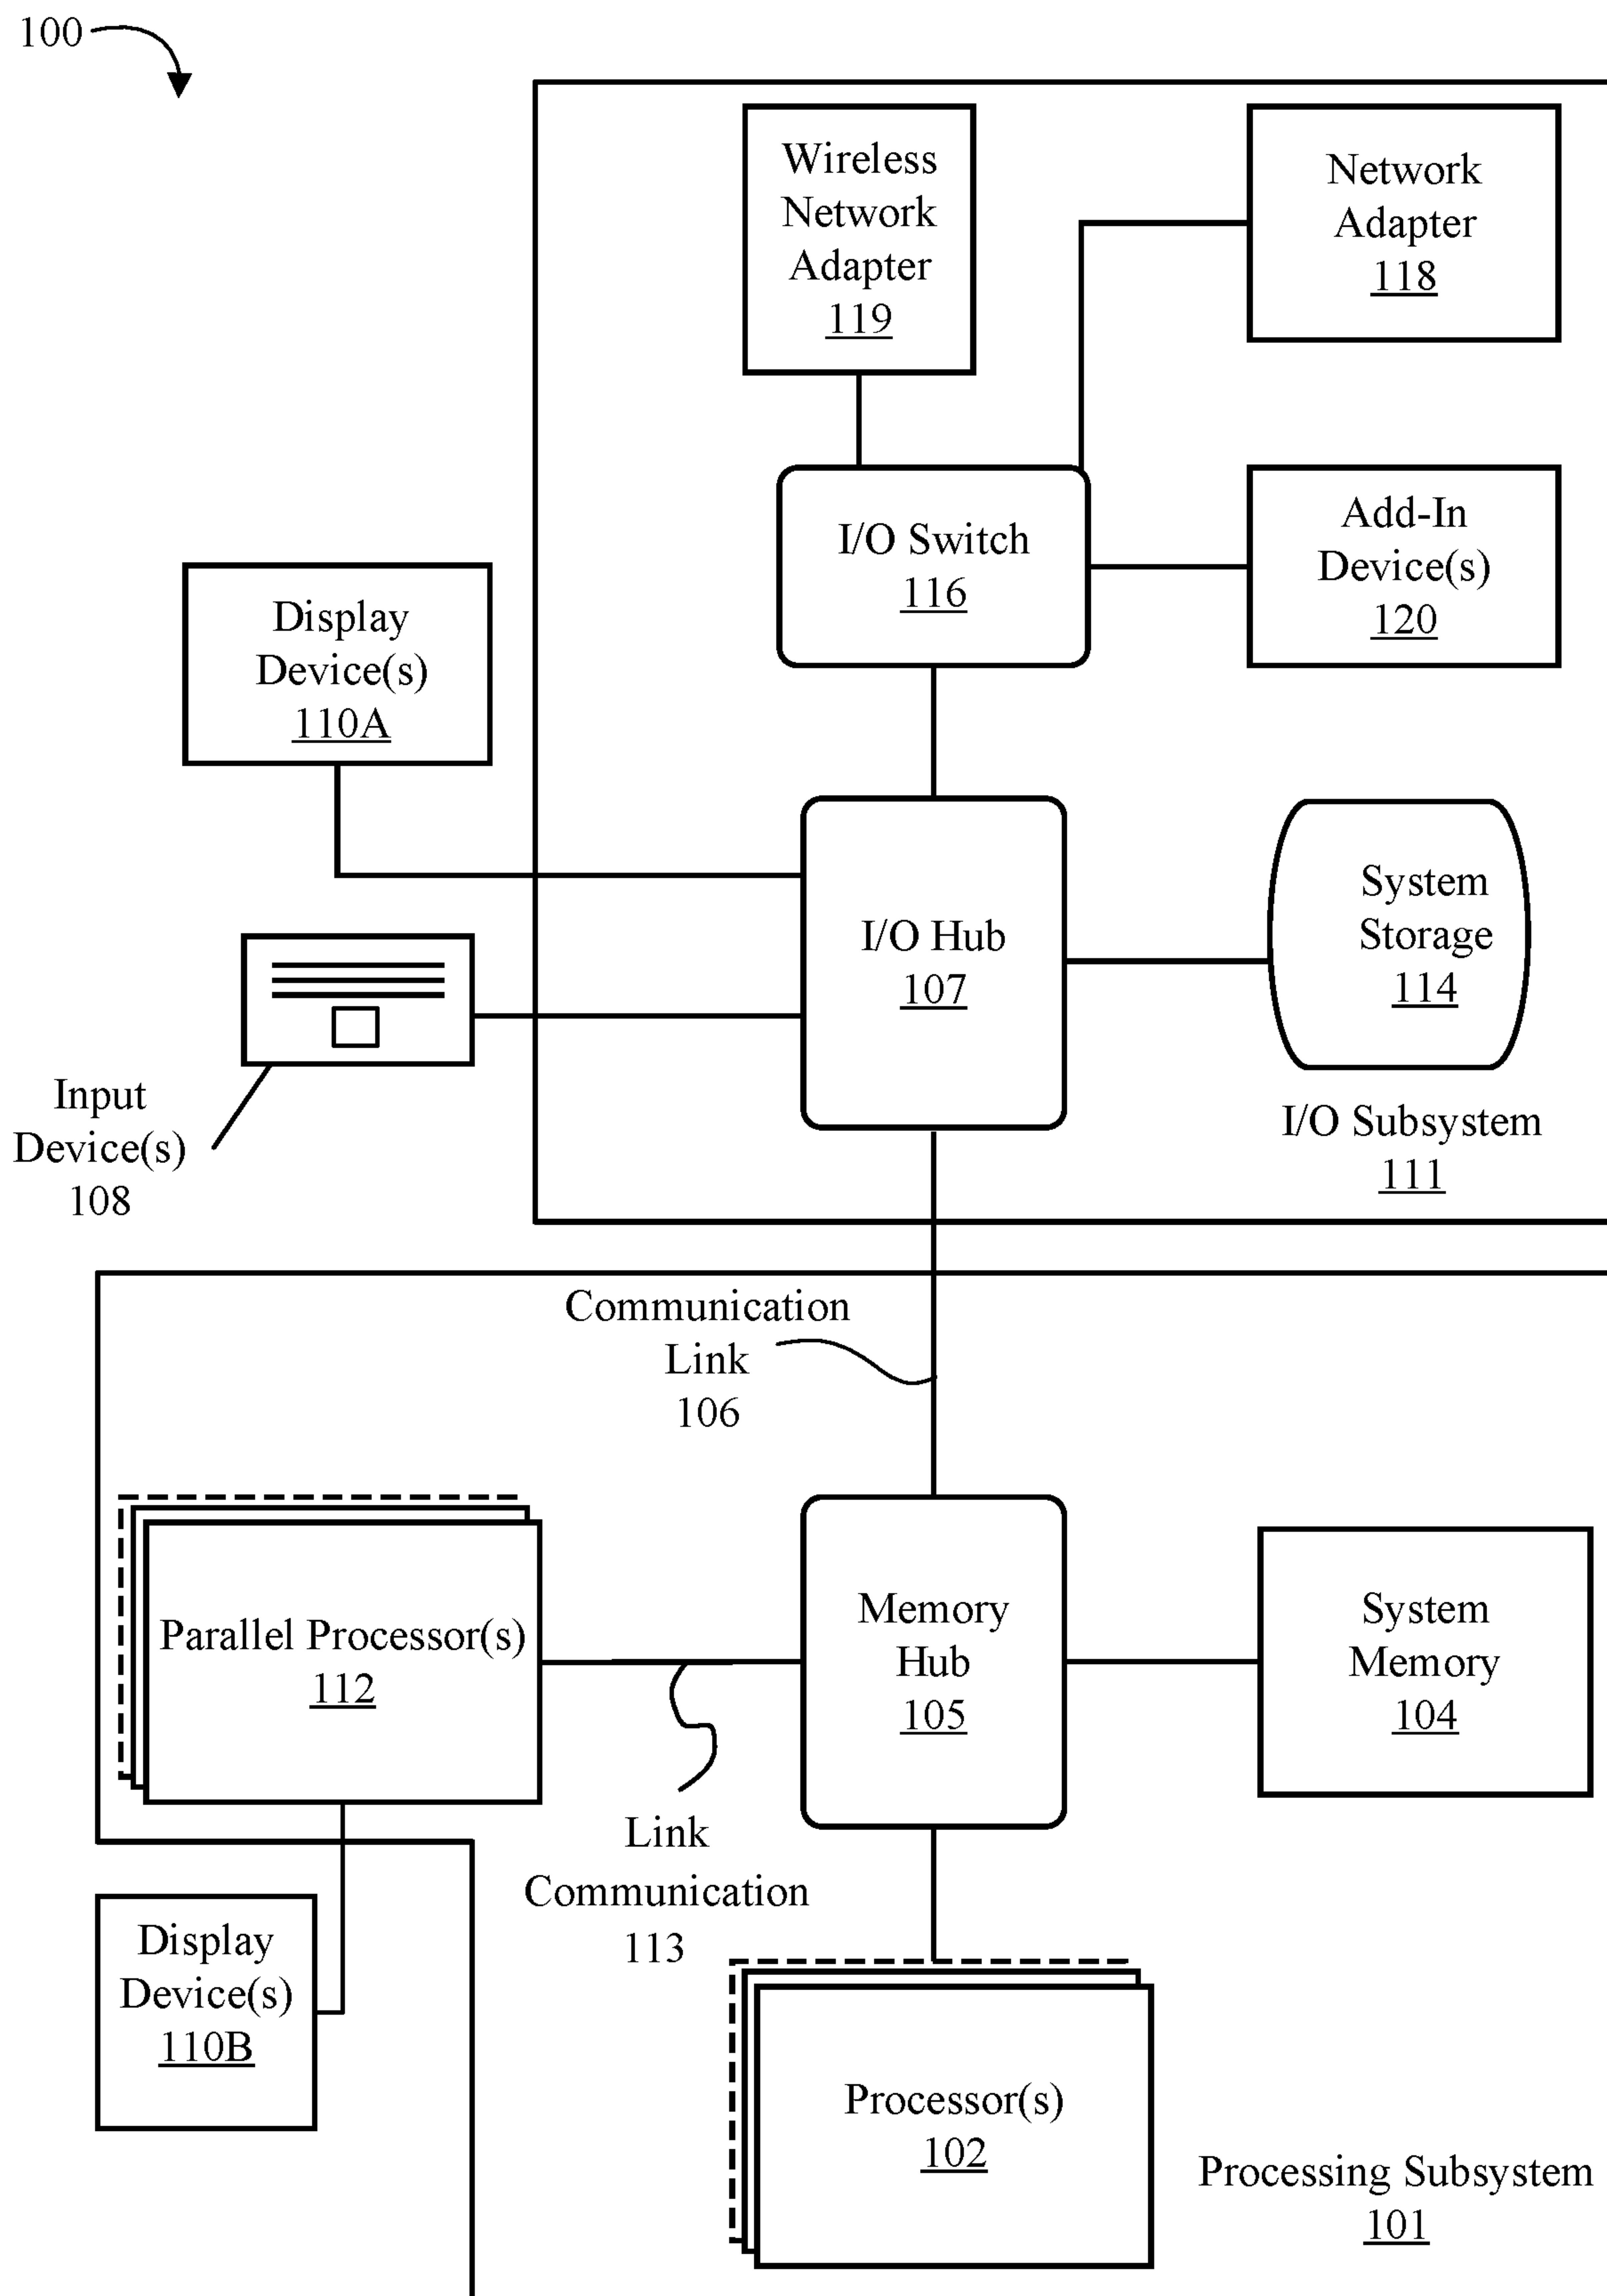 100
Wireless
Network
Adapter
119
Network
Adapter
118
I/O Switch
116
Add-In
Device(s)
120
Display
Device(s)
110A
I/O Hub
107
System
Storage
114
Input
Device(s)
108
I/O Subsystem
111
Communication
Link
106
Parallel Processor(s)
112
Memory
Hub
105
System
Memory
104
Link
Communication
113
Display
Device(s)
110B
Processor(s)
102
Processing Subsystem
101